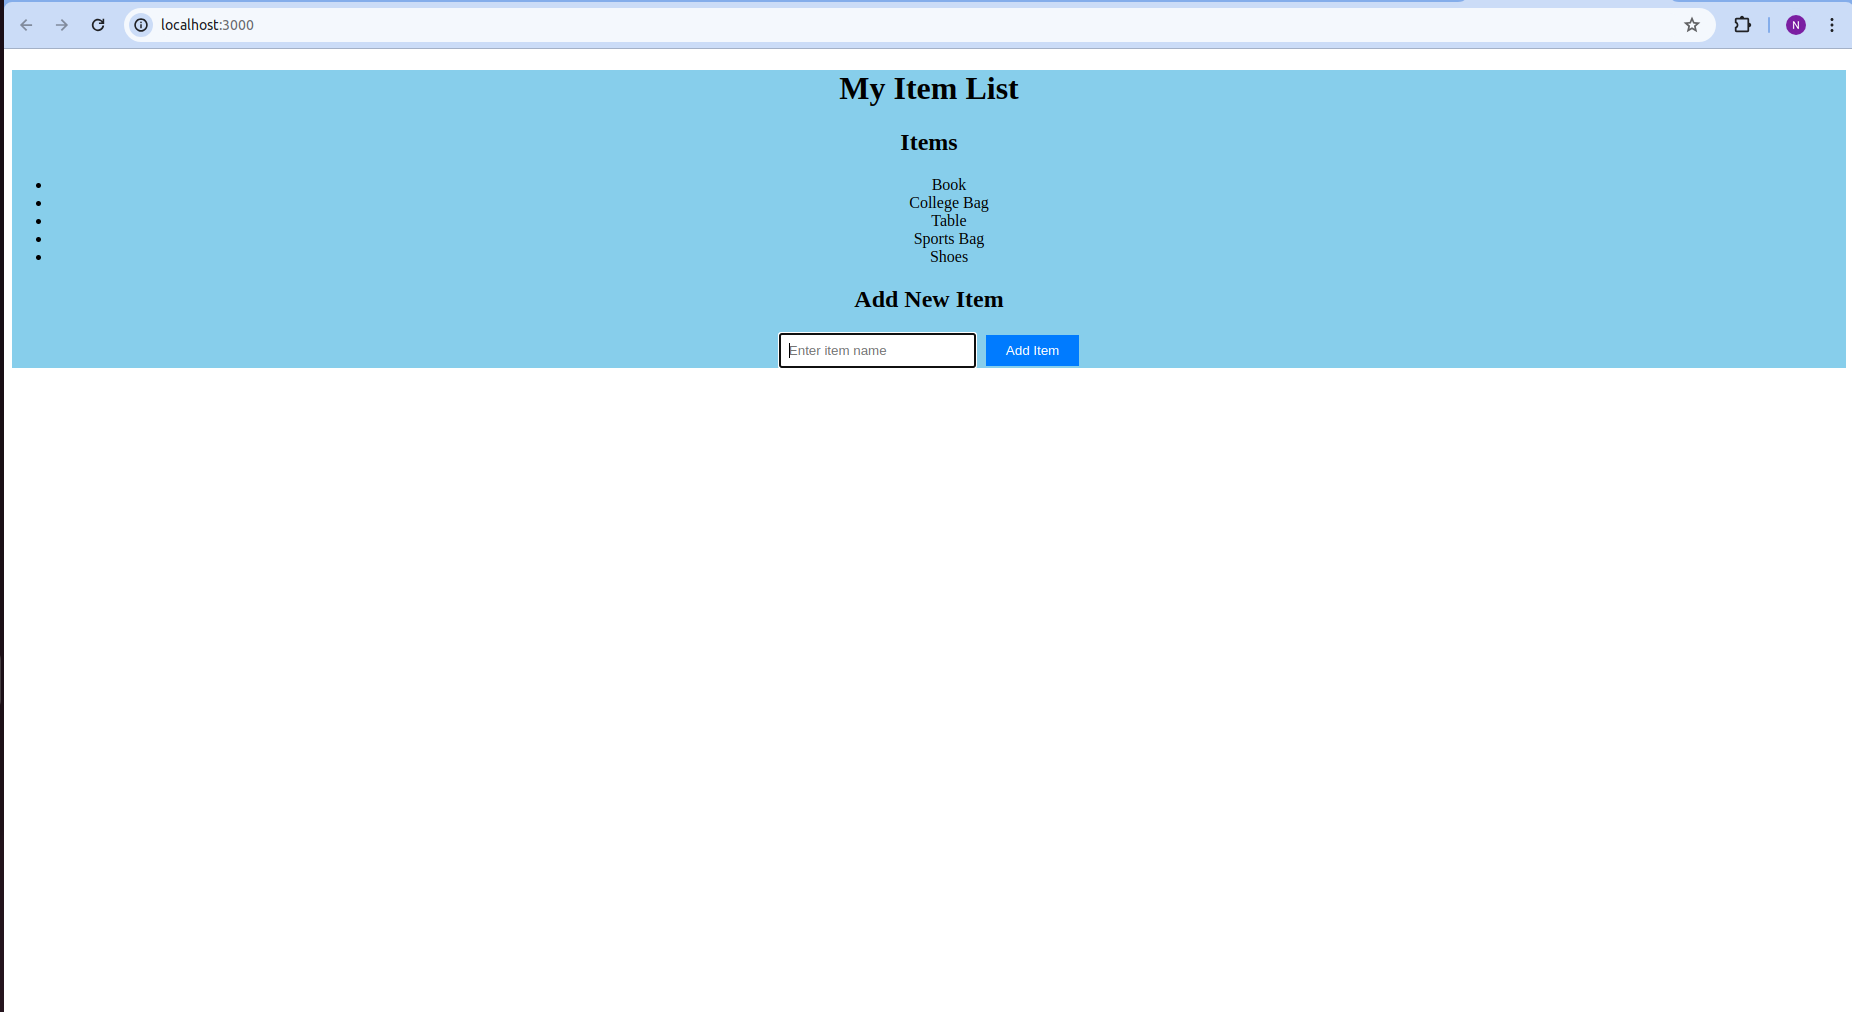 localhost:3000
N
My Item List
Items
Book
College Bag
Table
Sports Bag
Shoes
Add New Item
Enter item name Add Item